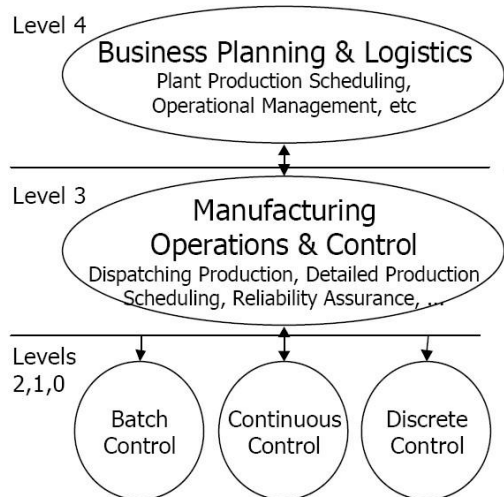 Level 4
Business Planning & Logistics
Plant Production Scheduling,
Operational Management, etc
Level 3
Manufacturing
Operations & Control
Dispatching Production, Detailed Production
Scheduling, Reliability Assurance, ...
Levels
2,1,0
Batch
Control
Continuous
Control
Discrete
Control